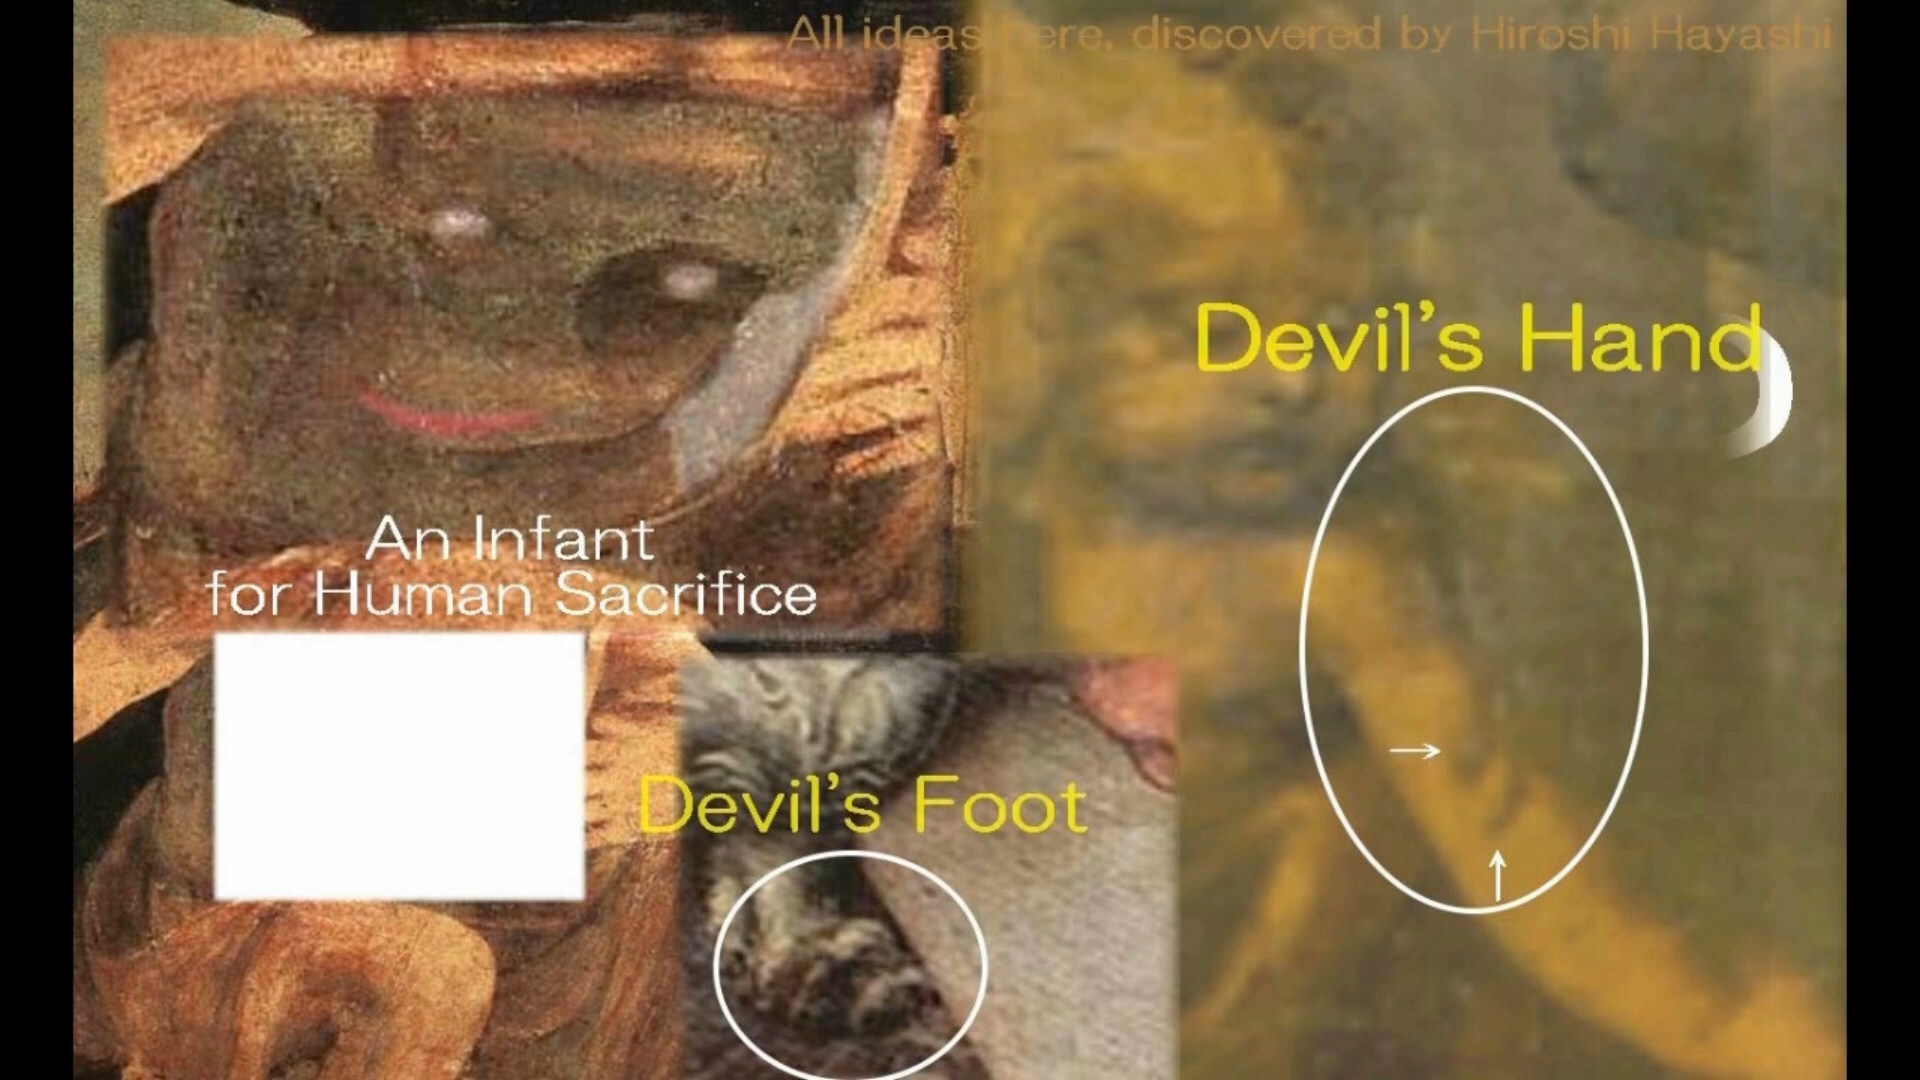 All ideas here, discovered by Hiroshi Hayashi
Devil's Hand
An Infant
for Human Sacrifice
Devil's Foot